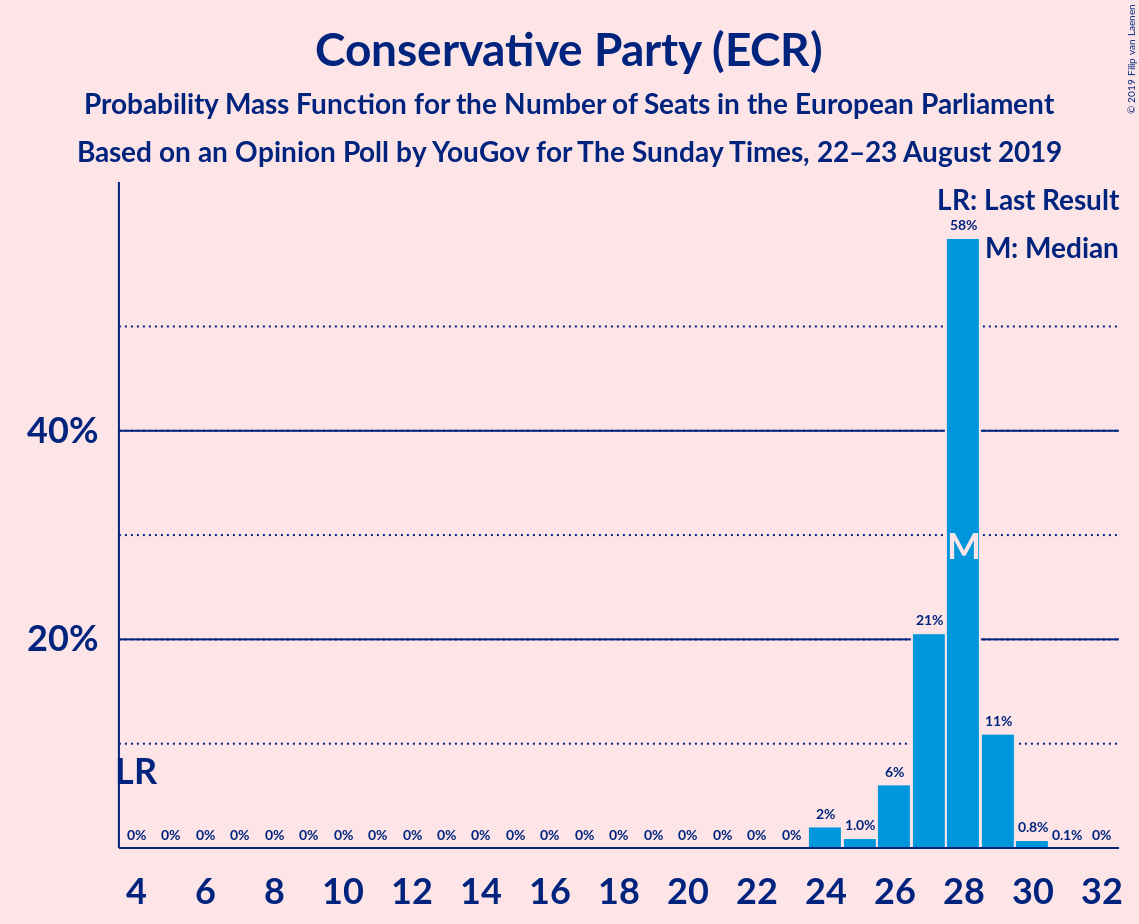 Conservative Party (ECR)
Probability Mass Function for the Number of Seats in the European Parliament
Based on an Opinion Poll by YouGov for The Sunday Times, 22–23 August 2019
© 2019 Filip van Laenen
LR: Last Result
M: Median
58%
40%
M
20%
21%
11%
LR
6%
0% 0% 0% 0% 0% 0% 0% 0% 0% 0% 0% 0% 0% 0% 0% 0% 0% 0% 0% 0% 2% 1.0% 0.8% 0.1% 0%
4 6 8 10 12 14 16 18 20 22 24 26 28 30 32